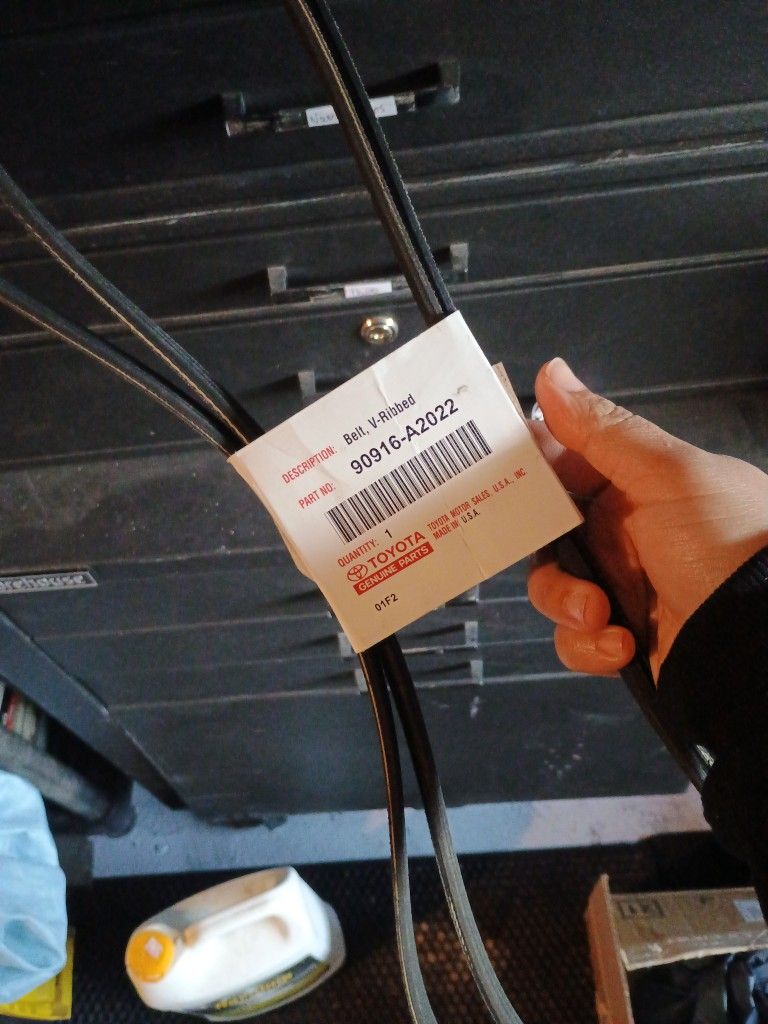 DESCRIPTION: Belt, V-Ribbed
PART NO: 90916-A2022
QUANTITY: 1
TOYOTA MOTOR SALES, U.S.A., INC
MADE IN U.S.A.
TOYOTA
GENUINE PARTS
01F2